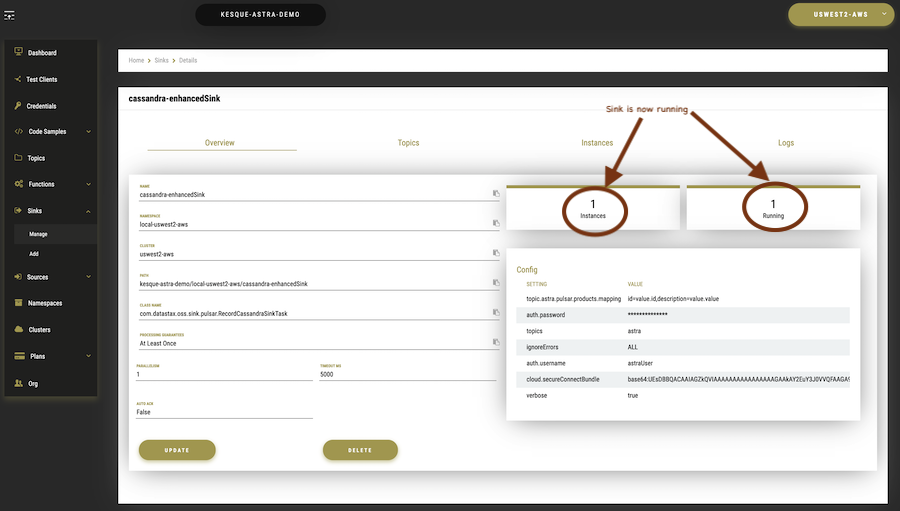 KESQUE-ASTRA-DEMO
USWEST2-AWS
Dashboard
Test Clients
Credentials
Code Samples
Topics
Functions
Sinks
Manage
Add
Sources
Namespaces
Clusters
Plans
Org
Home > Sinks > Details
cassandra-enhancedSink
Sink is now running
Overview
Topics
Instances
Logs
NAME
cassandra-enhancedSink
NAMESPACE
local-uswest2-aws
CLUSTER
uswest2-aws
PATH
kesque-astra-demo/local-uswest2-aws/cassandra-enhancedSink
CLASS NAME
com.datastax.oss.sink.pulsar.RecordCassandraSinkTask
PROCESSING GUARANTEES
At Least Once
PARALLELISM
1
TIMEOUT MS
5000
AUTO ACK
False
UPDATE
DELETE
1
Instances
1
Running
Config
SETTING VALUE
topic.astra.pulsar.products.mapping id=value.id,description=value.value
auth.password **************
topics astra
ignoreErrors ALL
auth.username astraUser
cloud.secureConnectBundle
verbose true